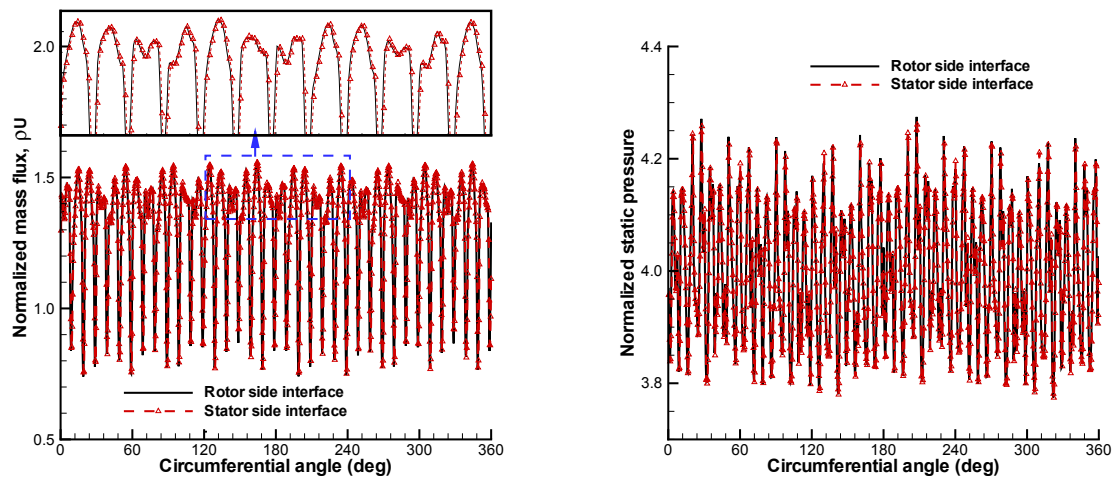 Normalized mass flux, ρU
2.0
1.5
1.0
0.5
Rotor side interface
Stator side interface
0 60 120 180 240 300 360
Circumferential angle (deg)
Normalized static pressure
4.4
4.2
4.0
3.8
Rotor side interface
Stator side interface
0 60 120 180 240 300 360
Circumferential angle (deg)